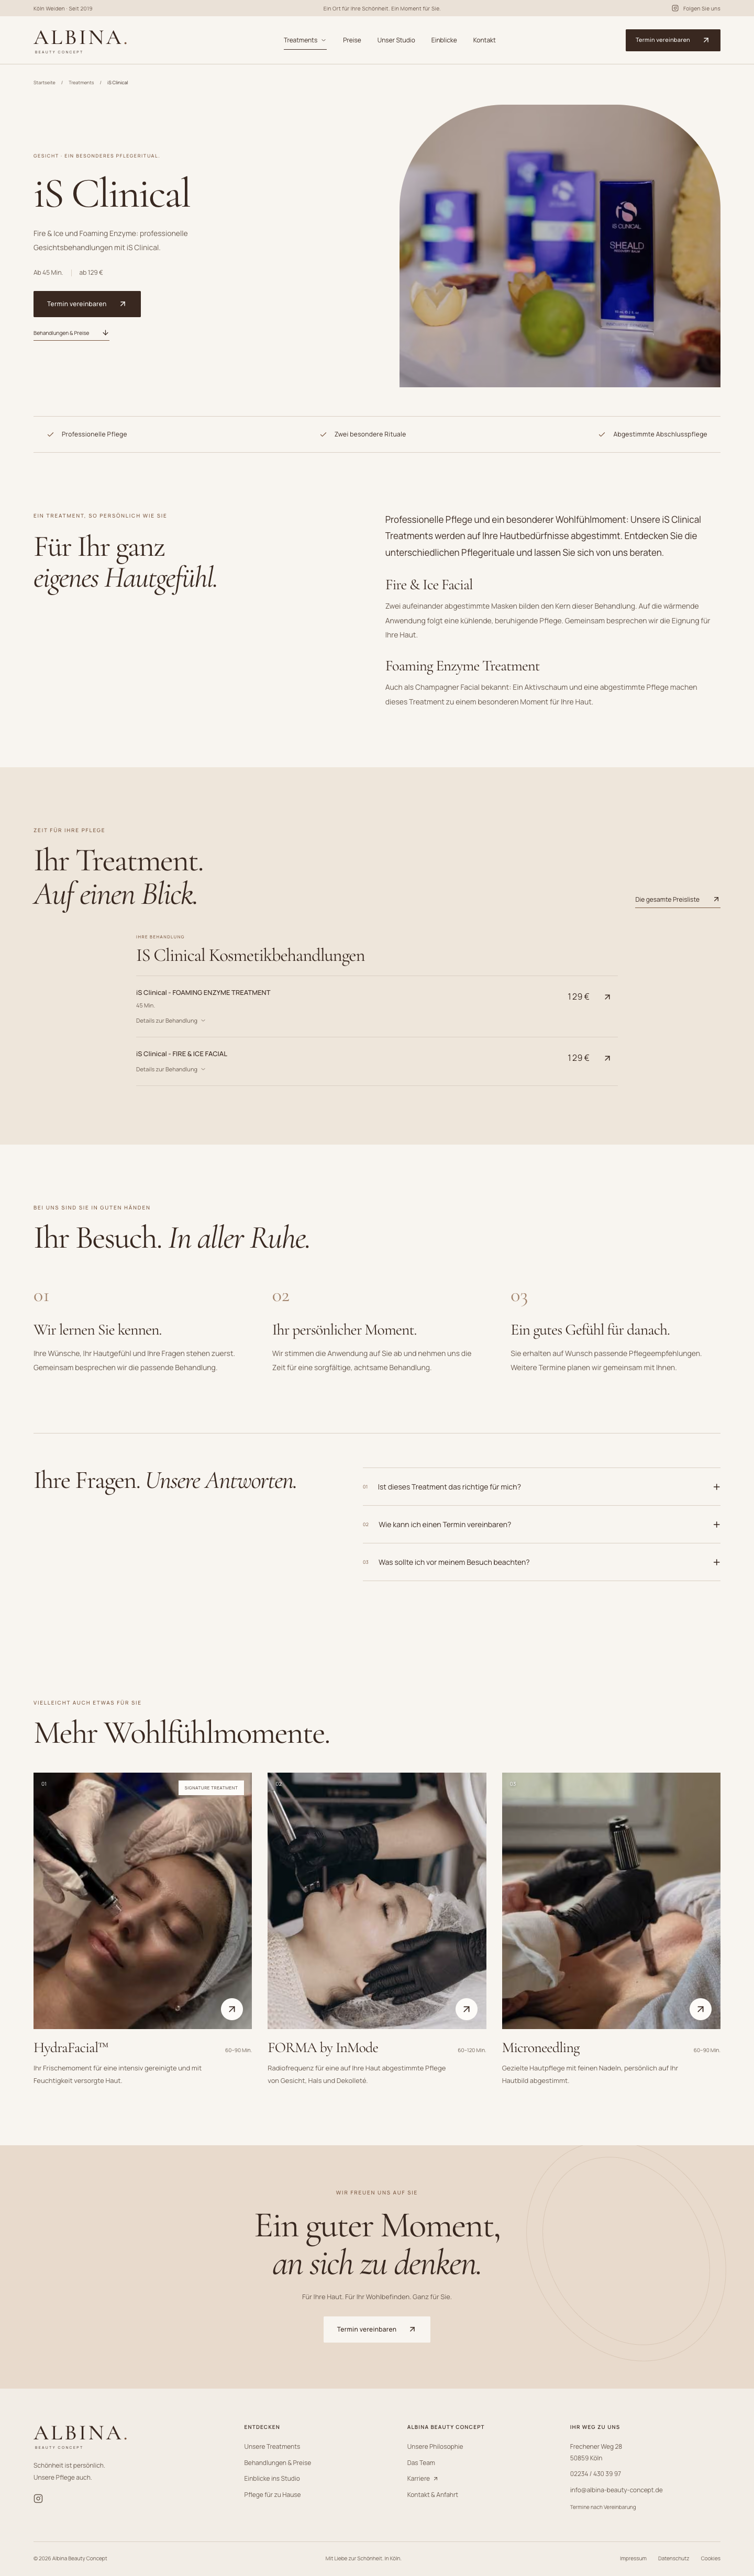 Köln Weiden · Seit 2019
Ein Ort für Ihre Schönheit. Ein Moment für Sie.
Folgen Sie uns
ALBINA.
BEAUTY CONCEPT
Treatments
Preise
Unser Studio
Einblicke
Kontakt
Termin vereinbaren
Startseite / Treatments / iS Clinical
GESICHT · EIN BESONDERES PFLEGERITUAL
iS Clinical
Fire & Ice und Foaming Enzyme: professionelle
Gesichtsbehandlungen mit iS Clinical.
Ab 45 Min. | ab 129 €
Termin vereinbaren
Behandlungen & Preise
iS CLINICAL
SHEALD
RECOVERY BALM
Professionelle Pflege
Zwei besondere Rituale
Abgestimmte Abschlusspflege
EIN TREATMENT, SO PERSÖNLICH WIE SIE
Für Ihr ganz
eigenes Hautgefühl.
Professionelle Pflege und ein besonderer Wohlfühlmoment: Unsere iS Clinical
Treatments werden auf Ihre Hautbedürfnisse abgestimmt. Entdecken Sie die
unterschiedlichen Pflegerituale und lassen Sie sich von uns beraten.
Fire & Ice Facial
Zwei aufeinander abgestimmte Masken bilden den Kern dieser Behandlung. Auf die wärmende
Anwendung folgt eine kühlende, beruhigende Pflege. Gemeinsam besprechen wir die Eignung für
Ihre Haut.
Foaming Enzyme Treatment
Auch als Champagner Facial bekannt: Ein Aktivschaum und eine abgestimmte Pflege machen
dieses Treatment zu einem besonderen Moment für Ihre Haut.
ZEIT FÜR IHRE PFLEGE
Ihr Treatment.
Auf einen Blick.
Die gesamte Preisliste
IHRE BEHANDLUNG
IS Clinical Kosmetikbehandlungen
iS Clinical - FOAMING ENZYME TREATMENT
45 Min.
Details zur Behandlung
129 €
iS Clinical - FIRE & ICE FACIAL
Details zur Behandlung
129 €
BEI UNS SIND SIE IN GUTEN HÄNDEN
Ihr Besuch. In aller Ruhe.
01
Wir lernen Sie kennen.
Ihre Wünsche, Ihr Hautgefühl und Ihre Fragen stehen zuerst.
Gemeinsam besprechen wir die passende Behandlung.
02
Ihr persönlicher Moment.
Wir stimmen die Anwendung auf Sie ab und nehmen uns die
Zeit für eine sorgfältige, achtsame Behandlung.
03
Ein gutes Gefühl für danach.
Sie erhalten auf Wunsch passende Pflegeempfehlungen.
Weitere Termine planen wir gemeinsam mit Ihnen.
Ihre Fragen. Unsere Antworten.
01 Ist dieses Treatment das richtige für mich?
02 Wie kann ich einen Termin vereinbaren?
03 Was sollte ich vor meinem Besuch beachten?
VIELLEICHT AUCH ETWAS FÜR SIE
Mehr Wohlfühlmomente.
01
SIGNATURE TREATMENT
02
03
HydraFacial™
60–90 Min.
Ihr Frischemoment für eine intensiv gereinigte und mit
Feuchtigkeit versorgte Haut.
FORMA by InMode
60–120 Min.
Radiofrequenz für eine auf Ihre Haut abgestimmte Pflege
von Gesicht, Hals und Dekolleté.
Microneedling
60–90 Min.
Gezielte Hautpflege mit feinen Nadeln, persönlich auf Ihr
Hautbild abgestimmt.
WIR FREUEN UNS AUF SIE
Ein guter Moment,
an sich zu denken.
Für Ihre Haut. Für Ihr Wohlbefinden. Ganz für Sie.
Termin vereinbaren
ALBINA.
BEAUTY CONCEPT
Schönheit ist persönlich.
Unsere Pflege auch.
ENTDECKEN
Unsere Treatments
Behandlungen & Preise
Einblicke ins Studio
Pflege für zu Hause
ALBINA BEAUTY CONCEPT
Unsere Philosophie
Das Team
Karriere
Kontakt & Anfahrt
IHR WEG ZU UNS
Frechener Weg 28
50859 Köln
02234 / 430 39 97
info@albina-beauty-concept.de
Termine nach Vereinbarung
© 2026 Albina Beauty Concept
Mit Liebe zur Schönheit. In Köln.
Impressum
Datenschutz
Cookies